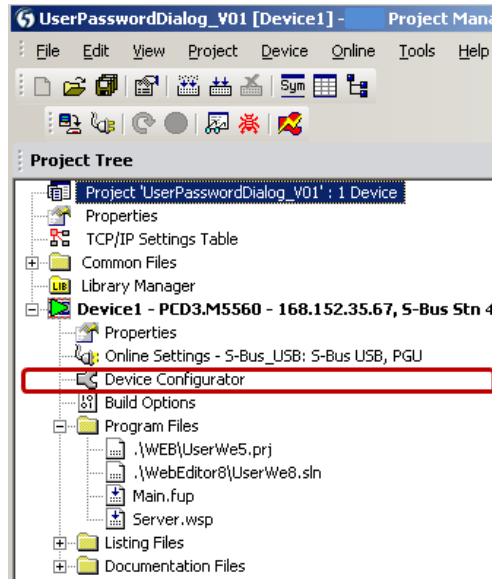 UserPasswordDialog_V01 [Device1] - Project Mana
File Edit View Project Device Online Tools Help
Sym
Project Tree
Project 'UserPasswordDialog_V01' : 1 Device
Properties
TCP/IP Settings Table
Common Files
LIB Library Manager
Device1 - PCD3.M5560 - 168.152.35.67, S-Bus Stn 4
Properties
Online Settings - S-Bus_USB: S-Bus USB, PGU
Device Configurator
Build Options
Program Files
.\WEB\UserWe5.prj
.\WebEditor8\UserWe8.sln
Main.fup
Server.wsp
Listing Files
Documentation Files